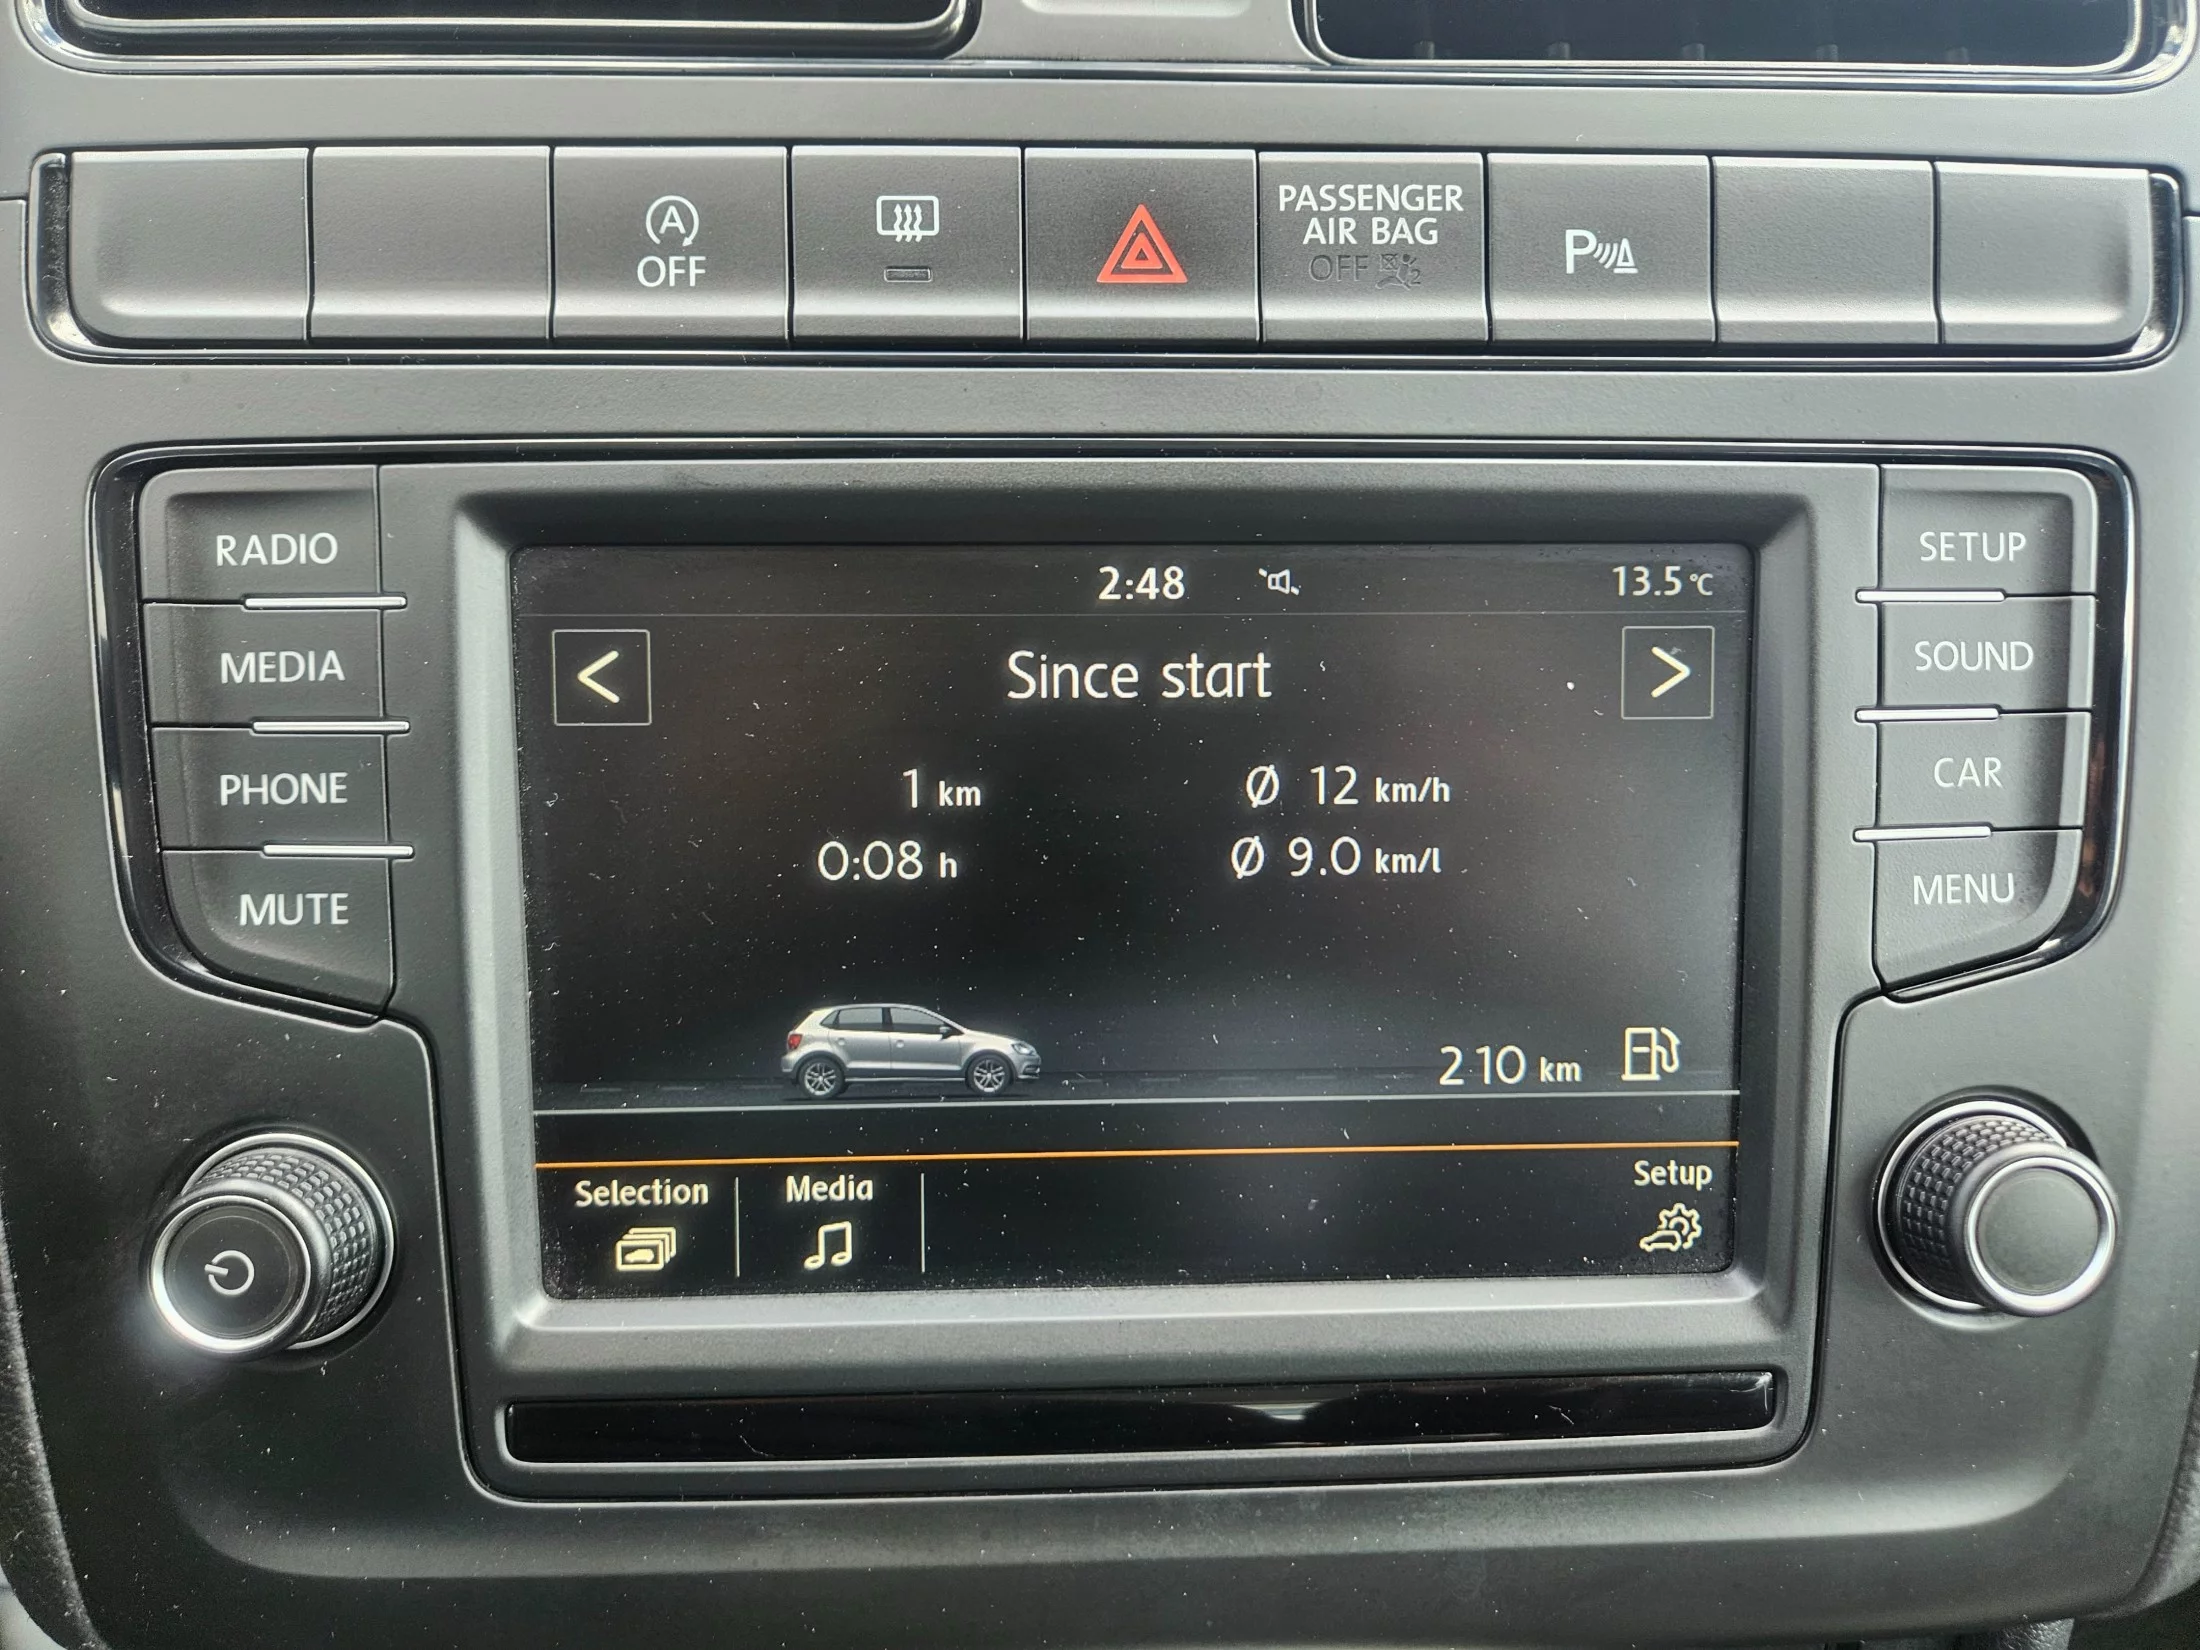 A
OFF
PASSENGER
AIR BAG
OFF 2
P
RADIO
MEDIA
PHONE
MUTE
2:48 13.5 °C
< Since start >
1 km Ø 12 km/h
0:08 h Ø 9.0 km/l
210 km
Selection Media Setup
SETUP
SOUND
CAR
MENU